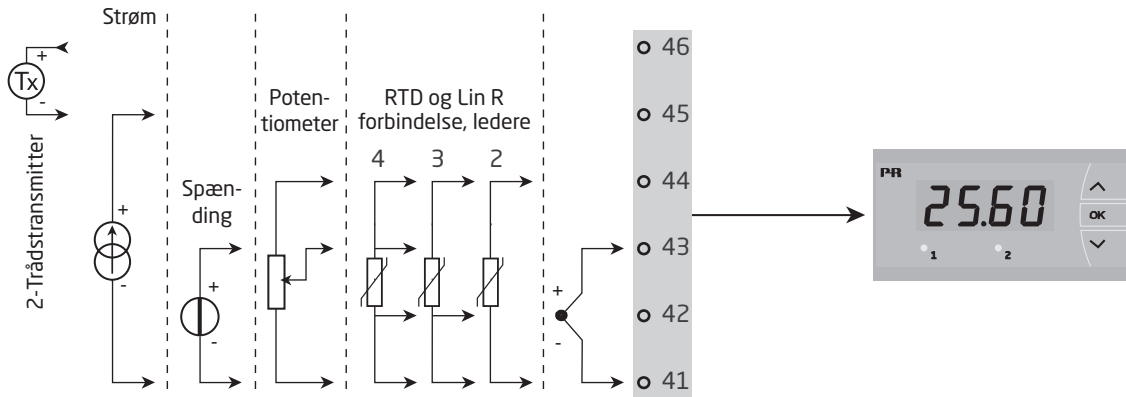 Strøm
+
Tx
-
2-Trådstransmitter
+
-
Spæn-
ding
+
-
Poten-
tiometer
RTD og Lin R
forbindelse, ledere
4 3 2
+
-
46
45
44
43
42
41
PR
25.60
OK
1 2